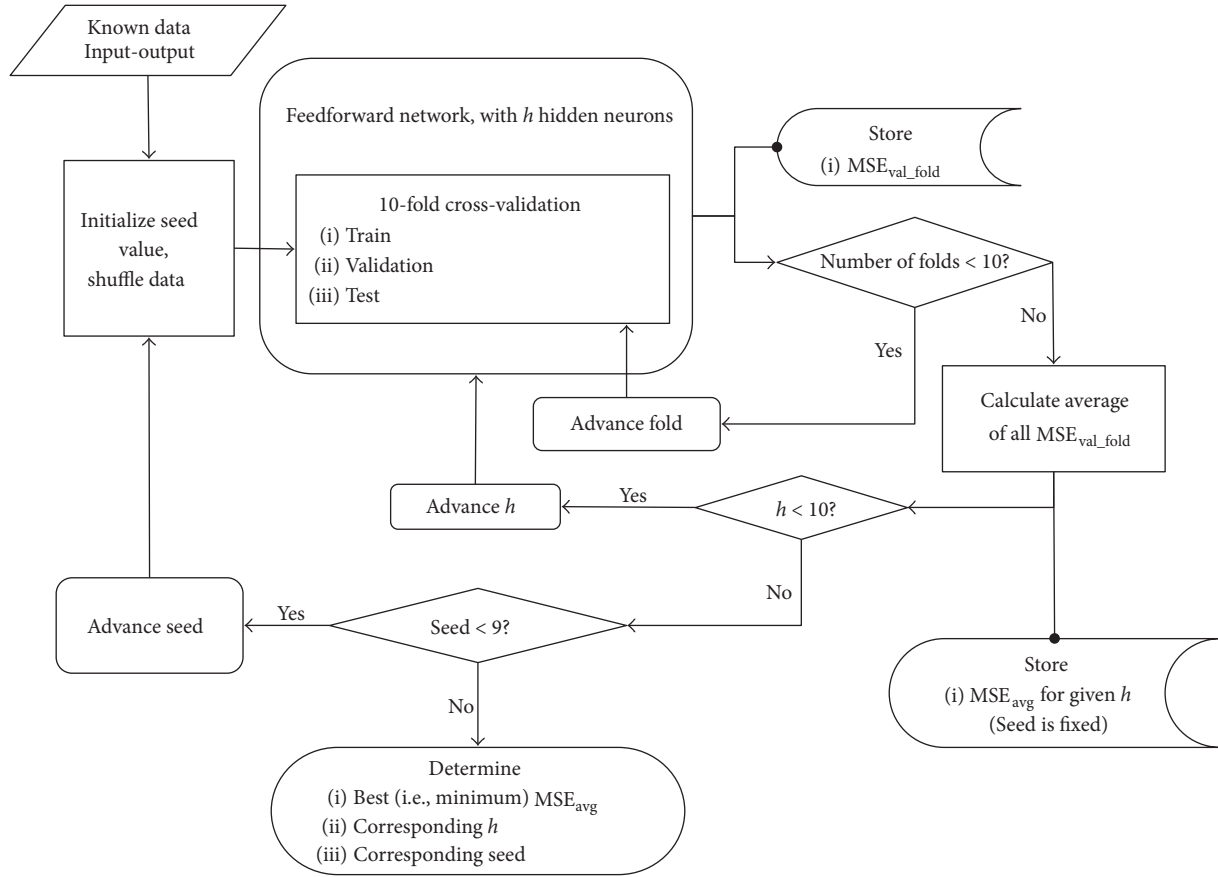 Known data
Input-output
Feedforward network, with h hidden neurons
Store
(i) MSE_val_fold
Initialize seed
value,
shuffle data
10-fold cross-validation
(i) Train
(ii) Validation
(iii) Test
Number of folds < 10?
No
Yes
Advance fold
Calculate average
of all MSE_val_fold
Advance h
Yes
h < 10?
No
Advance seed
Yes
Seed < 9?
No
Store
(i) MSE_avg for given h
(Seed is fixed)
Determine
(i) Best (i.e., minimum) MSE_avg
(ii) Corresponding h
(iii) Corresponding seed